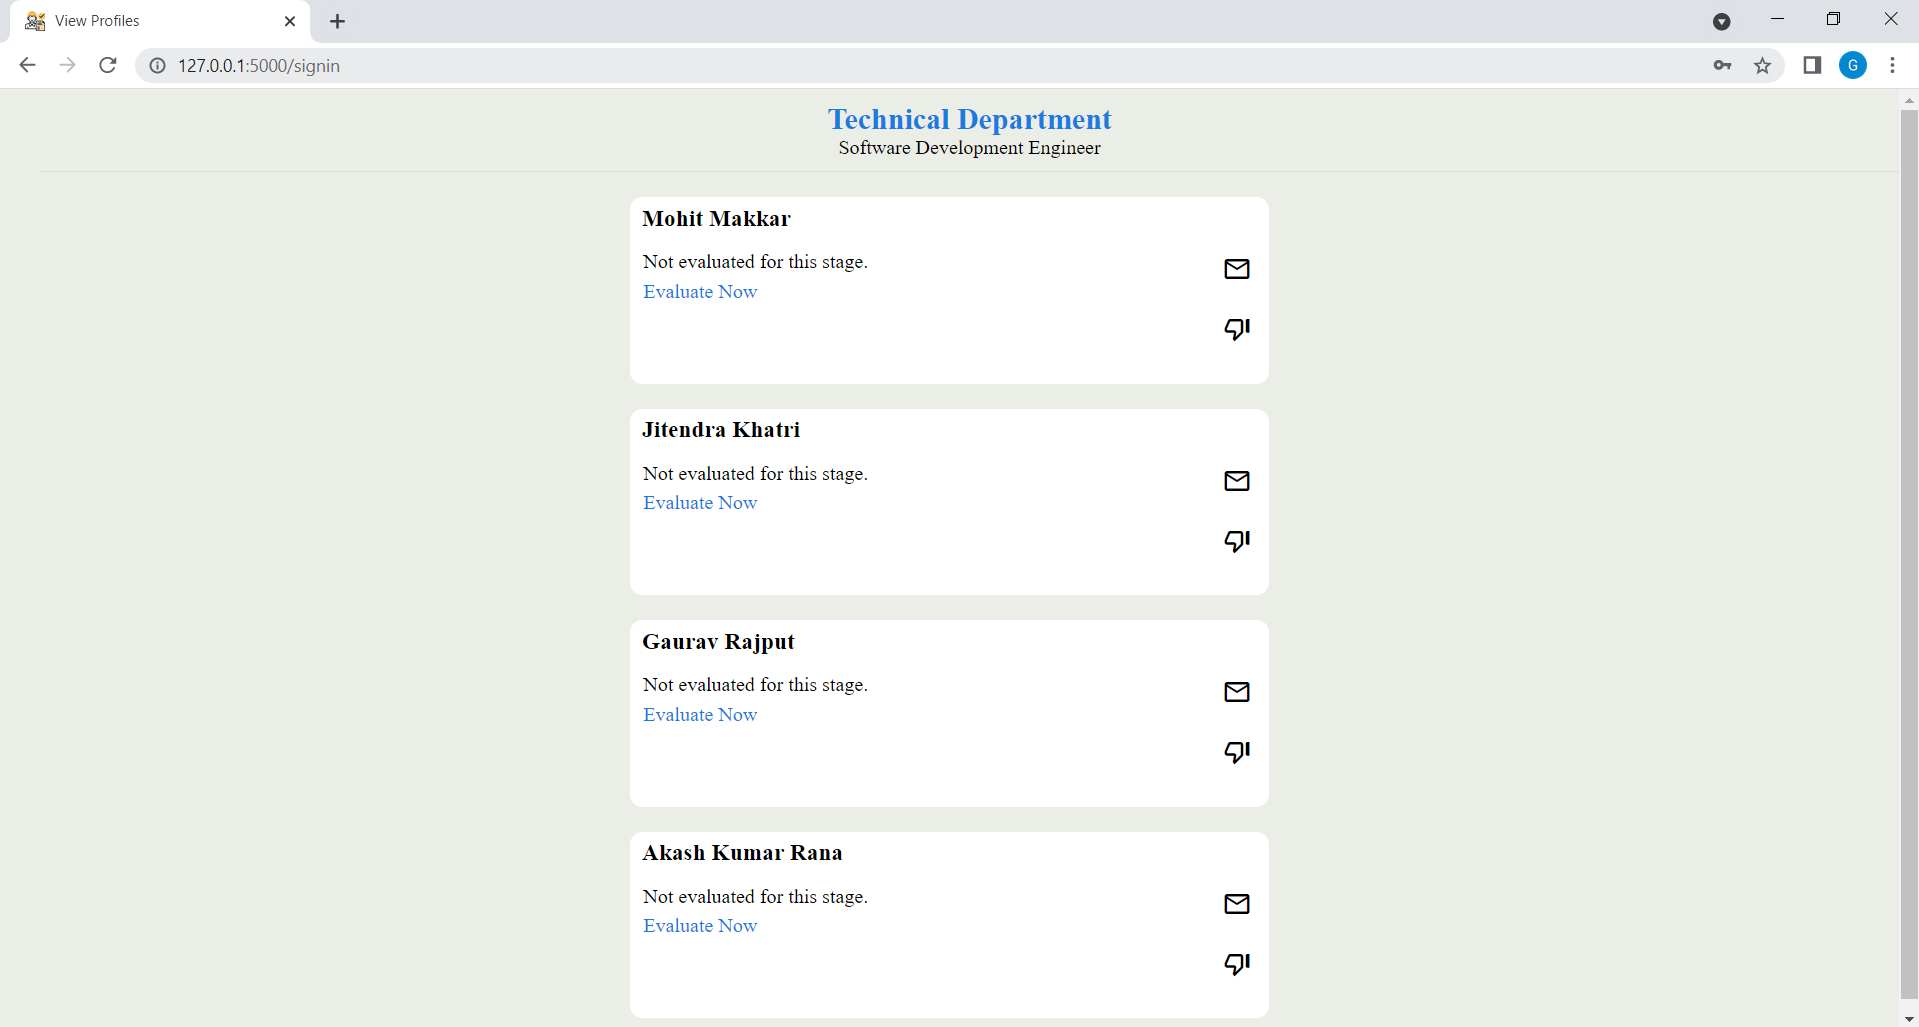 View Profiles
127.0.0.1:5000/signin
G
Technical Department
Software Development Engineer
Mohit Makkar
Not evaluated for this stage.
Evaluate Now
Jitendra Khatri
Not evaluated for this stage.
Evaluate Now
Gaurav Rajput
Not evaluated for this stage.
Evaluate Now
Akash Kumar Rana
Not evaluated for this stage.
Evaluate Now